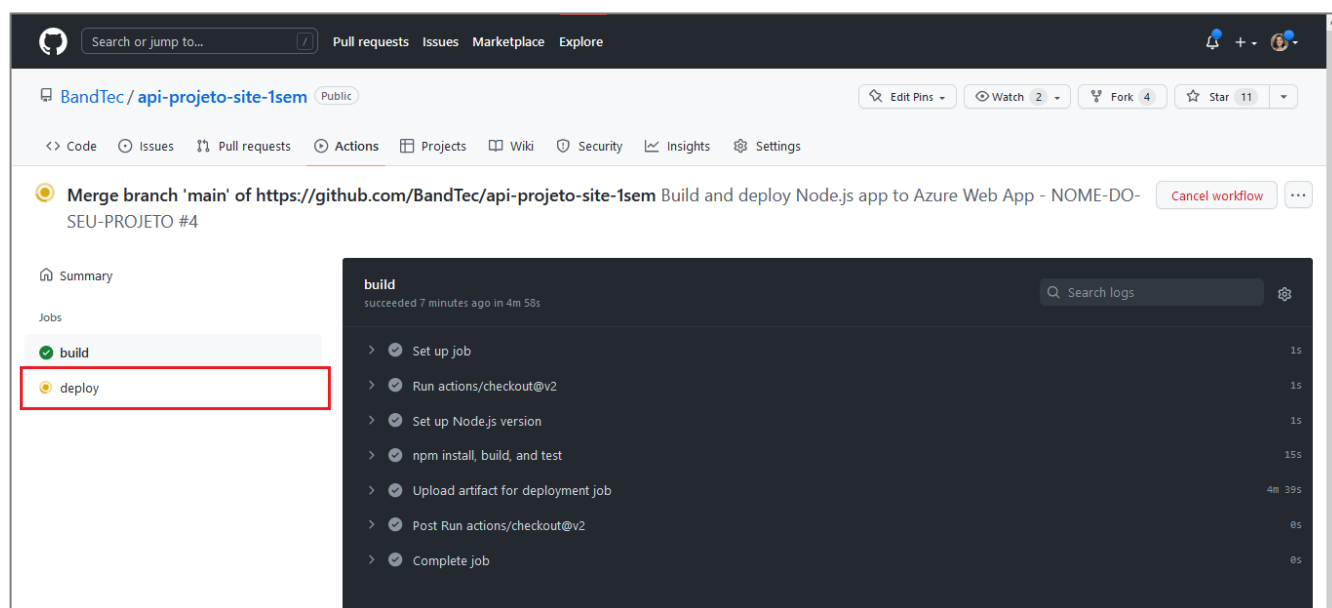 Search or jump to... / Pull requests Issues Marketplace Explore
BandTec / api-projeto-site-1sem Public Edit Pins Watch 2 Fork 4 Star 11
<> Code Issues Pull requests Actions Projects Wiki Security Insights Settings
Merge branch 'main' of https://github.com/BandTec/api-projeto-site-1sem Build and deploy Node.js app to Azure Web App - NOME-DO- Cancel workflow ...
SEU-PROJETO #4
Summary
Jobs
build
deploy
build
succeeded 7 minutes ago in 4m 58s
Search logs
Set up job 1s
Run actions/checkout@v2 1s
Set up Node.js version 1s
npm install, build, and test 15s
Upload artifact for deployment job 4m 39s
Post Run actions/checkout@v2 0s
Complete job 0s